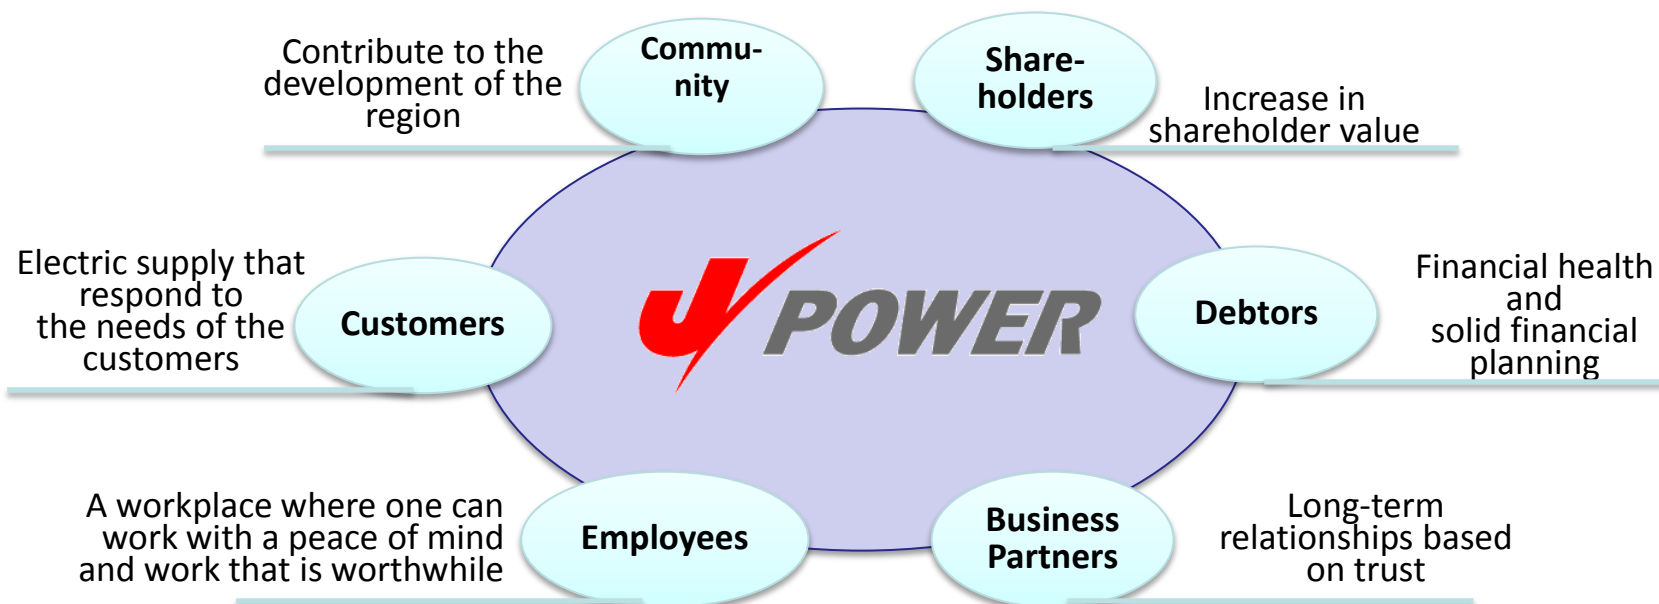 Contribute to the
development of the
region
Commu-
nity
Share-
holders
Increase in
shareholder value
Electric supply that
respond to
the needs of the
customers
Customers
J POWER
Debtors
Financial health
and
solid financial
planning
A workplace where one can
work with a peace of mind
and work that is worthwhile
Employees
Business
Partners
Long-term
relationships based
on trust